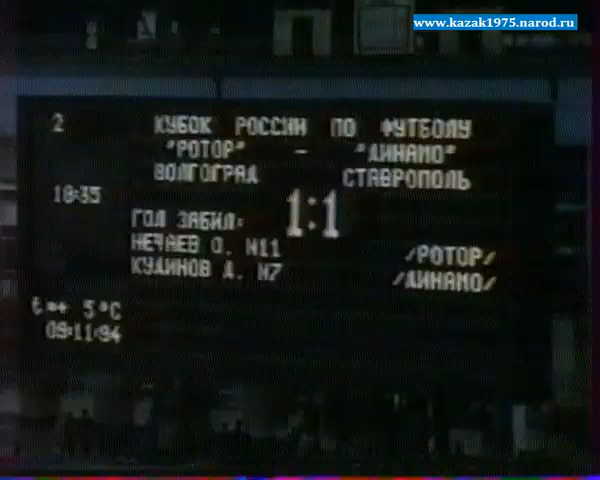 www.kazak1975.narod.ru
2 КУБОК РОССИИ ПО ФУТБОЛУ
"РОТОР" - "ДИНАМО"
ВОЛГОГРАД СТАВРОПОЛЬ
18:35 1:1
ГОЛ ЗАБИЛ:
НЕЧАЕВ О. N11 /РОТОР/
КУДИНОВ Д. N7 /ДИНАМО/
t=+ 5°C
09:11:94